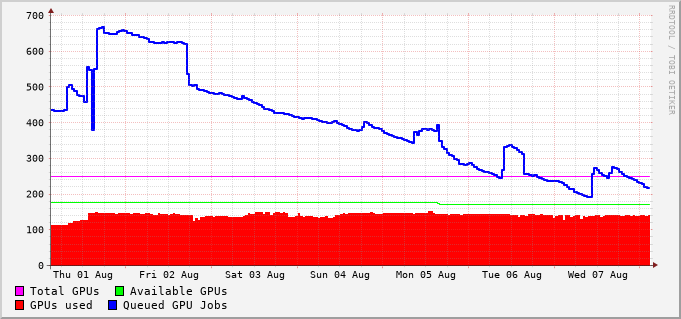 RRDTOOL / TOBI OETIKER
700
600
500
400
300
200
100
0
Thu 01 Aug Fri 02 Aug Sat 03 Aug Sun 04 Aug Mon 05 Aug Tue 06 Aug Wed 07 Aug
Total GPUs Available GPUs
GPUs used Queued GPU Jobs